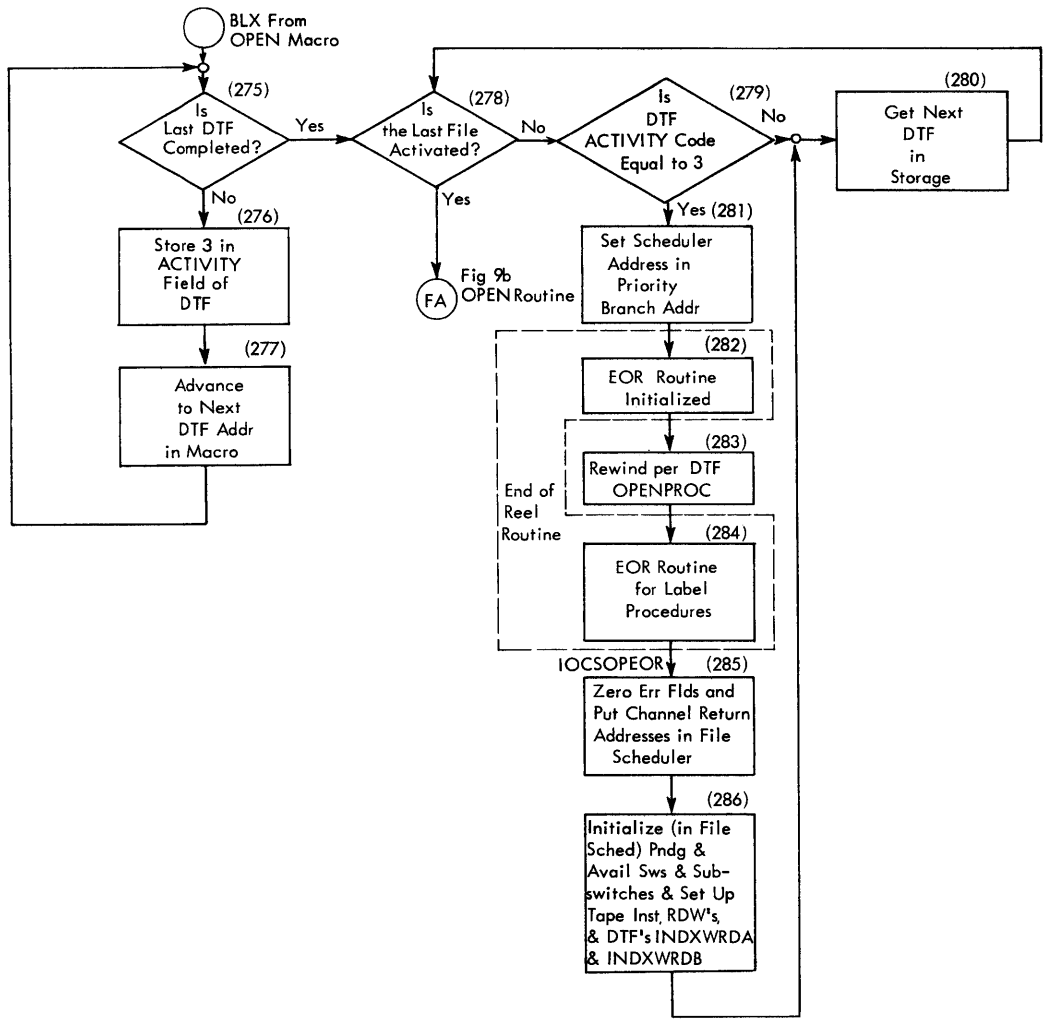 BLX From
OPEN Macro
(275)
Is
Last DTF
Completed?
Yes
No
(276)
Store 3 in
ACTIVITY
Field of
DTF
(277)
Advance
to Next
DTF Addr
in Macro
(278)
Is
the Last File
Activated?
No
Yes
FA
Fig 9b
OPEN Routine
(279)
Is
DTF
ACTIVITY Code
Equal to 3
No
Yes (281)
(280)
Get Next
DTF
in
Storage
Set Scheduler
Address in
Priority
Branch Addr
(282)
EOR Routine
Initialized
(283)
Rewind per DTF
OPENPROC
End of
Reel
Routine
(284)
EOR Routine
for Label
Procedures
IOCSOPEOR
(285)
Zero Err Flds and
Put Channel Return
Addresses in File
Scheduler
(286)
Initialize (in File
Sched) Pndg &
Avail Sws & Sub-
switches & Set Up
Tape Inst, RDW's,
& DTF's INDXWRDA
& INDXWRDB